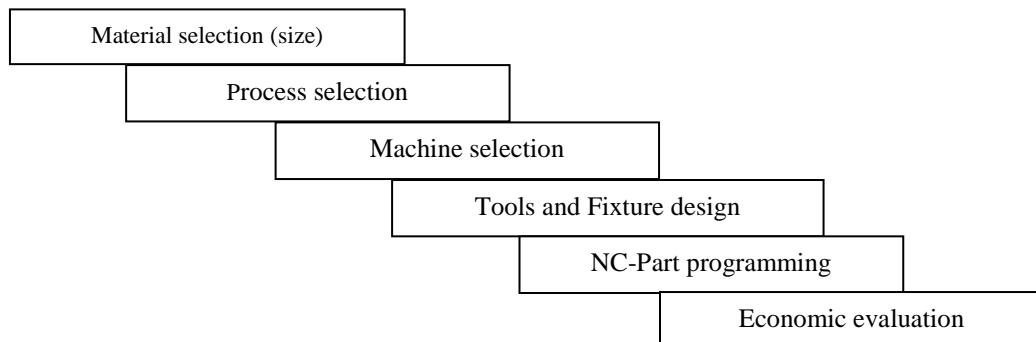 Material selection (size)
Process selection
Machine selection
Tools and Fixture design
NC-Part programming
Economic evaluation